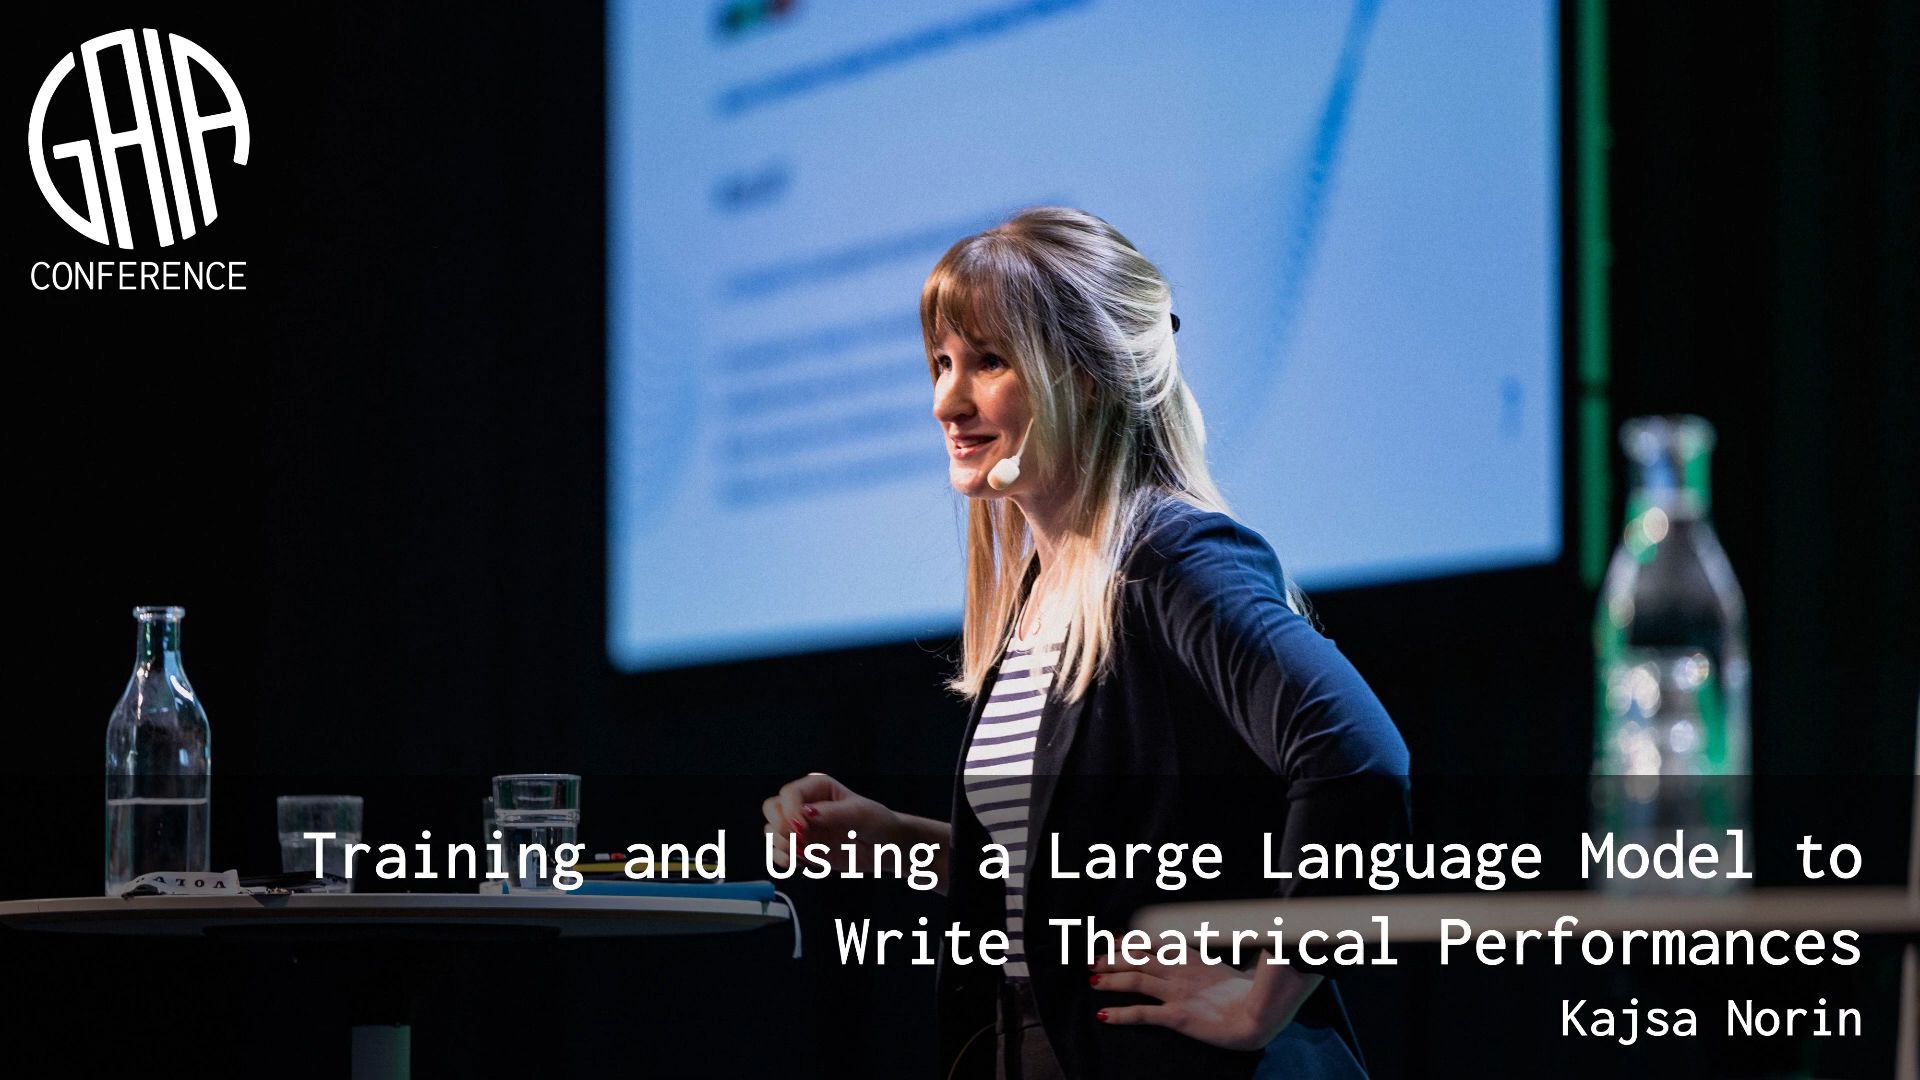 GAIA
CONFERENCE
Training and Using a Large Language Model to
Write Theatrical Performances
Kajsa Norin